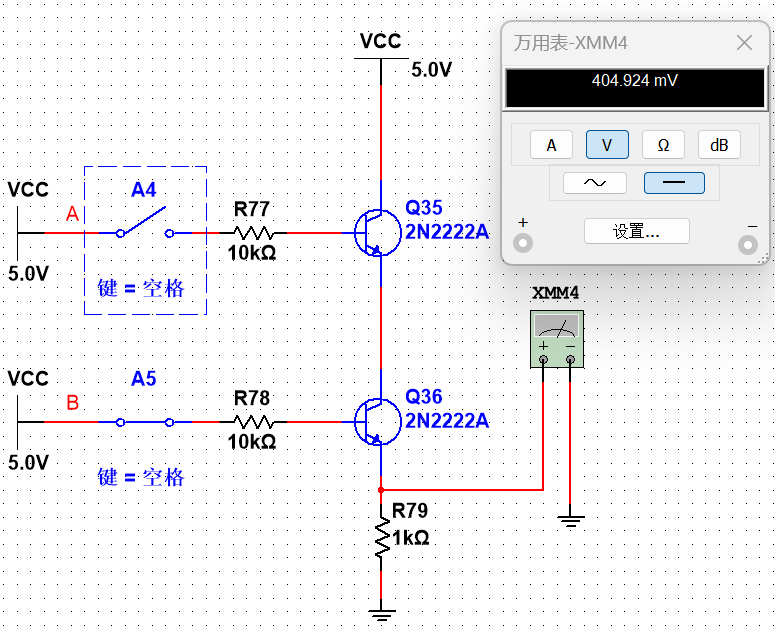 VCC
5.0V
万用表-XMM4
404.924 mV
A
V
Ω
dB
+
设置...
−
VCC
A
5.0V
A4
键 = 空格
R77
10kΩ
Q35
2N2222A
XMM4
+
−
VCC
B
5.0V
A5
键 = 空格
R78
10kΩ
Q36
2N2222A
R79
1kΩ